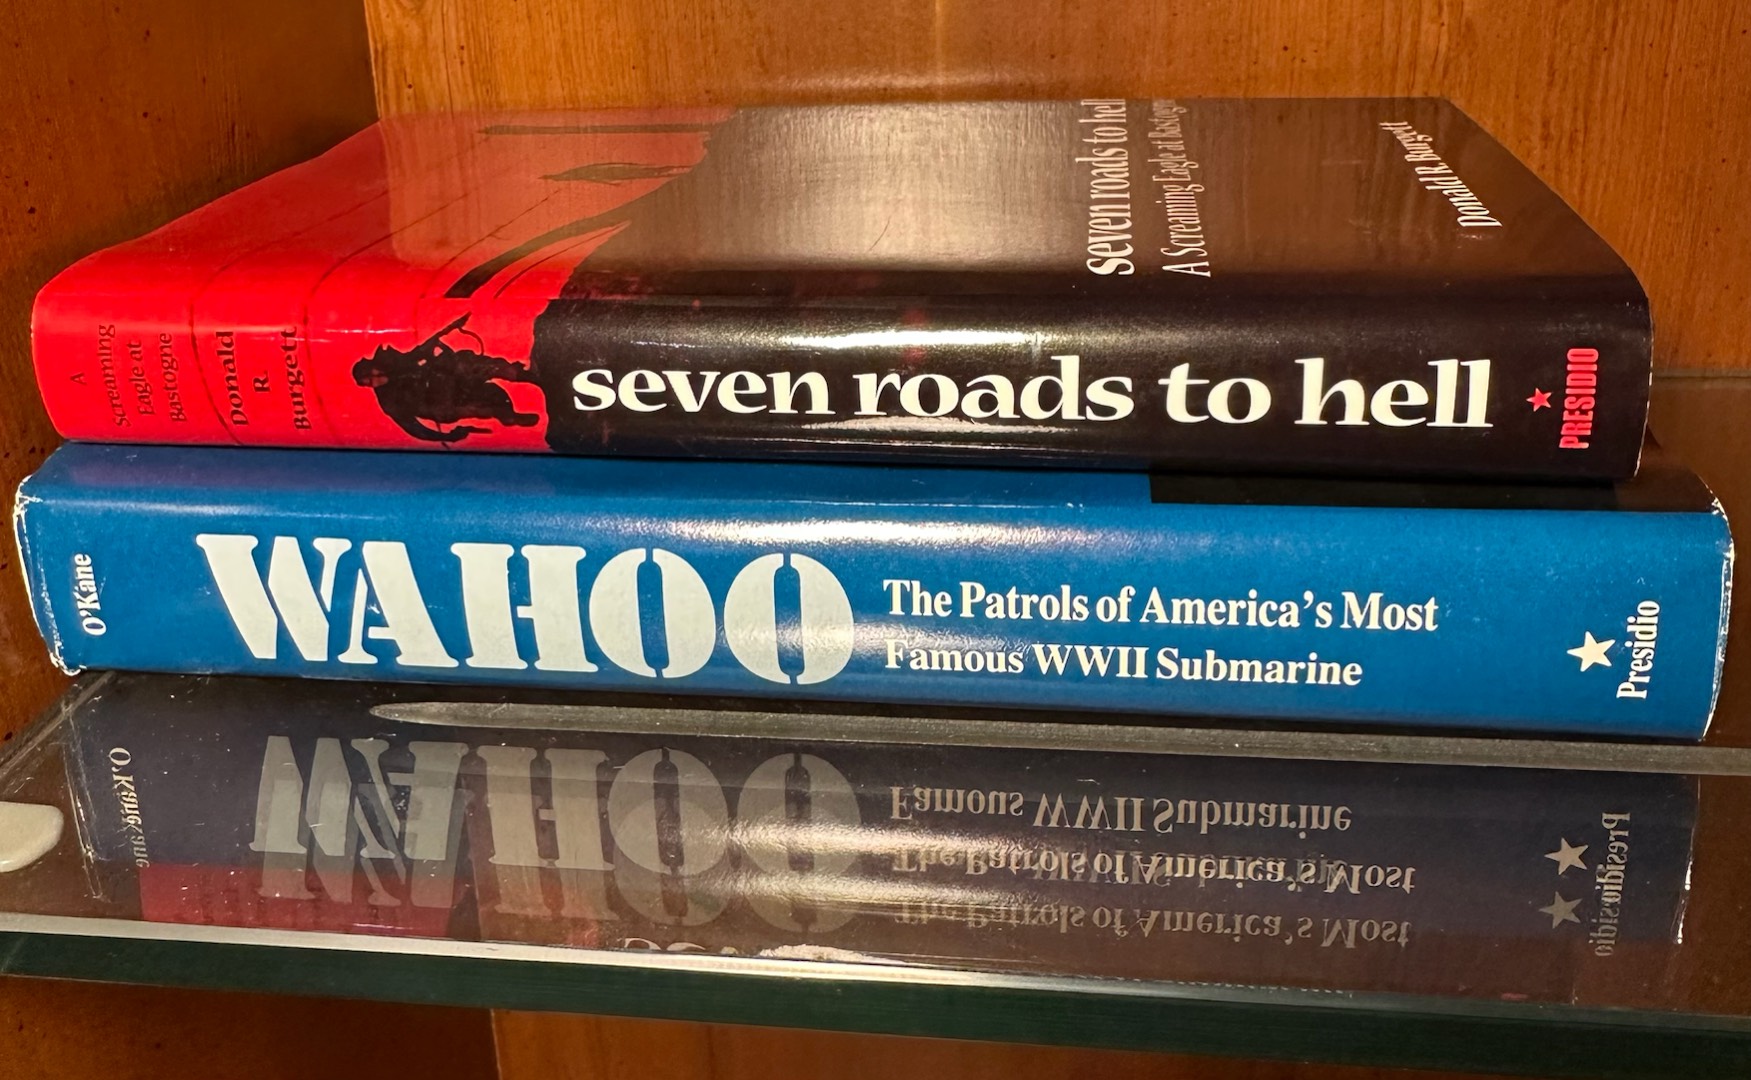 seven roads to hell
A Screaming Eagle at Bastogne
Donald R. Burgett
A
Screaming
Eagle at
Bastogne
Donald
R.
Burgett
seven roads to hell
PRESIDIO
O'Kane
WAHOO
The Patrols of America's Most
Famous WWII Submarine
Presidio